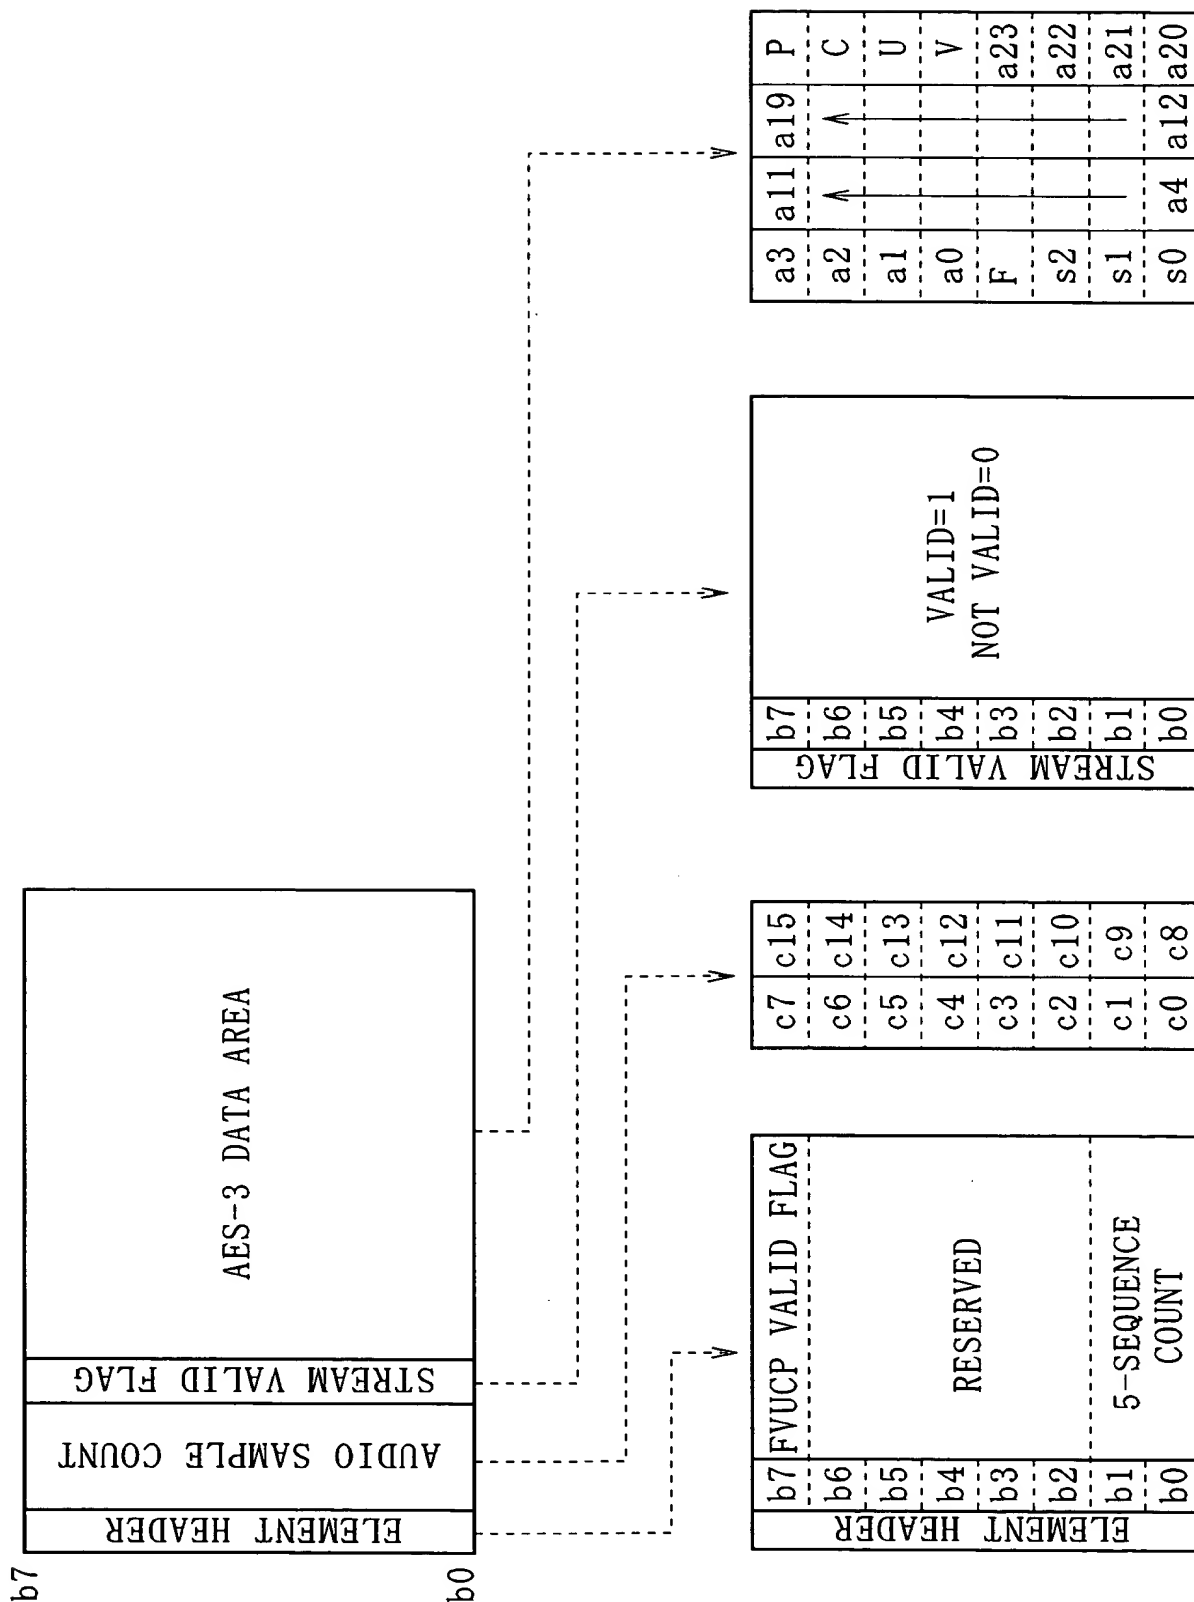 b7
b0
ELEMENT HEADER
AUDIO SAMPLE COUNT
STREAM VALID FLAG
AES-3 DATA AREA
ELEMENT HEADER
b7 FVUCP VALID FLAG
b6
b5
b4 RESERVED
b3
b2
b1 5-SEQUENCE
b0 COUNT
c7 c15
c6 c14
c5 c13
c4 c12
c3 c11
c2 c10
c1 c9
c0 c8
STREAM VALID FLAG
b7
b6
b5
b4
b3
b2
b1
b0
VALID=1
NOT VALID=0
a3 a11 a19 P
a2 C
a1 U
a0 V
F a23
s2 a22
s1 a21
s0 a4 a12 a20